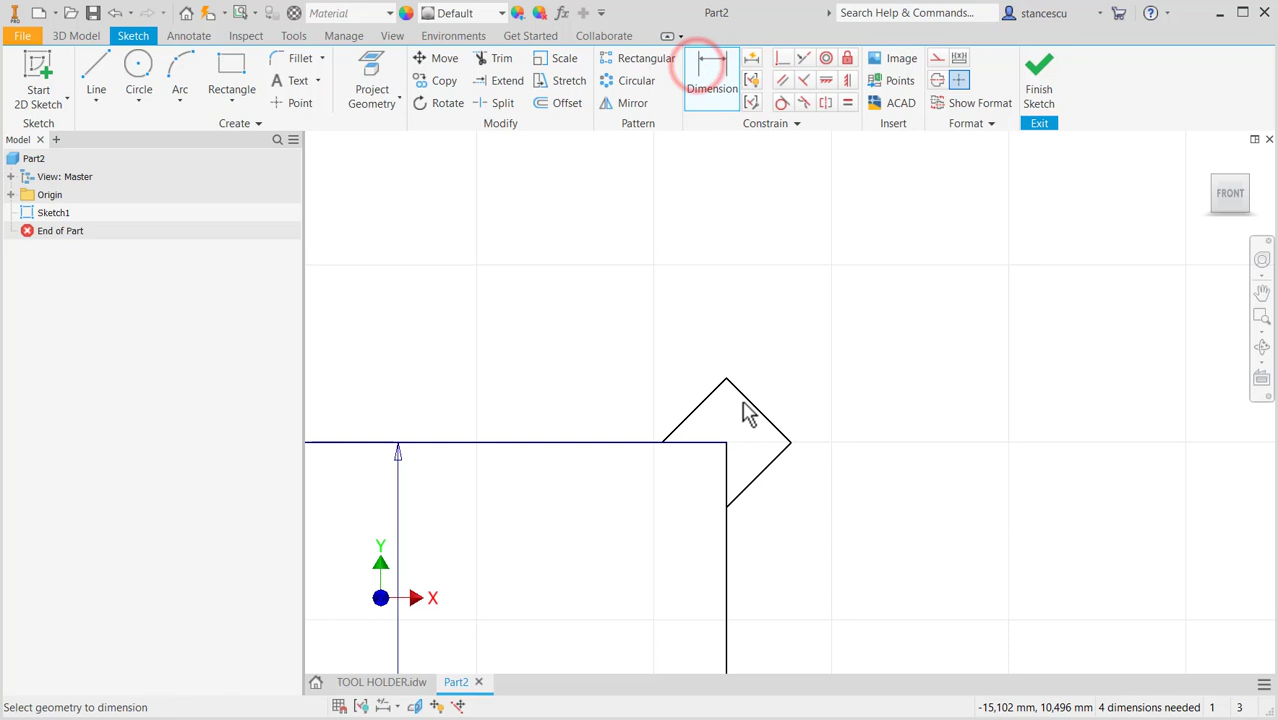 PRO Material Default fx Part2 Search Help & Commands... stancescu
File 3D Model Sketch Annotate Inspect Tools Manage View Environments Get Started Collaborate
Start 2D Sketch
Line
Circle
Arc
Rectangle
Fillet
Text
Point
Project Geometry
Move Trim Scale
Copy Extend Stretch
Rotate Split Offset
Rectangular
Circular
Mirror
Dimension
Image
Points
ACAD
Show Format
Finish Sketch
Sketch Create Modify Pattern Constrain Insert Format Exit
Model
Part2
View: Master
Origin
Sketch1
End of Part
FRONT
Y
X
TOOL HOLDER.idw Part2
Select geometry to dimension -15,102 mm, 10,496 mm 4 dimensions needed 1 3